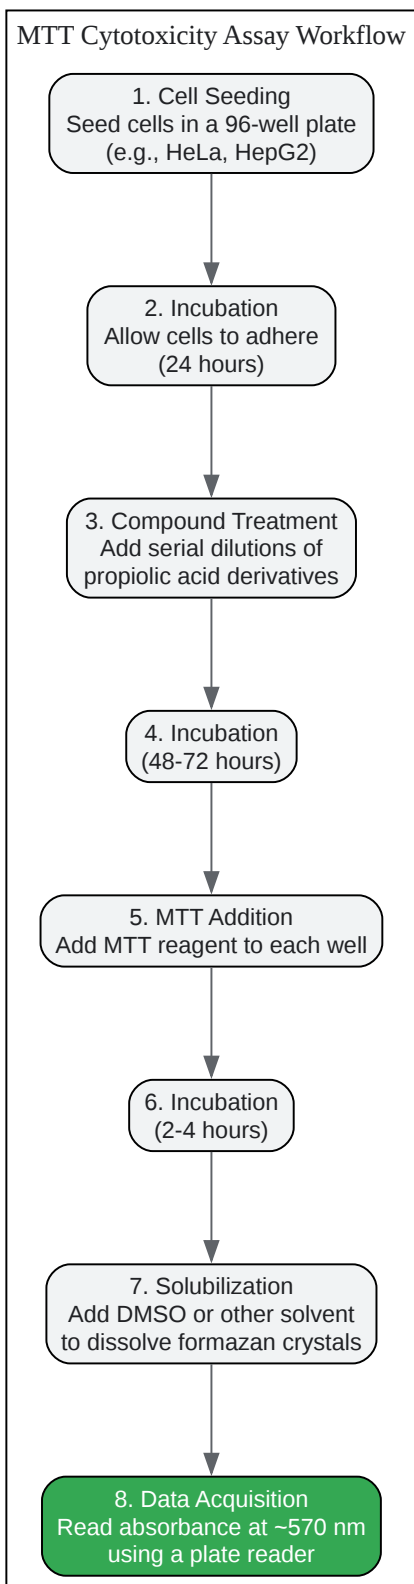 MTT Cytotoxicity Assay Workflow
1. Cell Seeding
Seed cells in a 96-well plate
(e.g., HeLa, HepG2)
2. Incubation
Allow cells to adhere
(24 hours)
3. Compound Treatment
Add serial dilutions of
propiolic acid derivatives
4. Incubation
(48-72 hours)
5. MTT Addition
Add MTT reagent to each well
6. Incubation
(2-4 hours)
7. Solubilization
Add DMSO or other solvent
to dissolve formazan crystals
8. Data Acquisition
Read absorbance at ~570 nm
using a plate reader